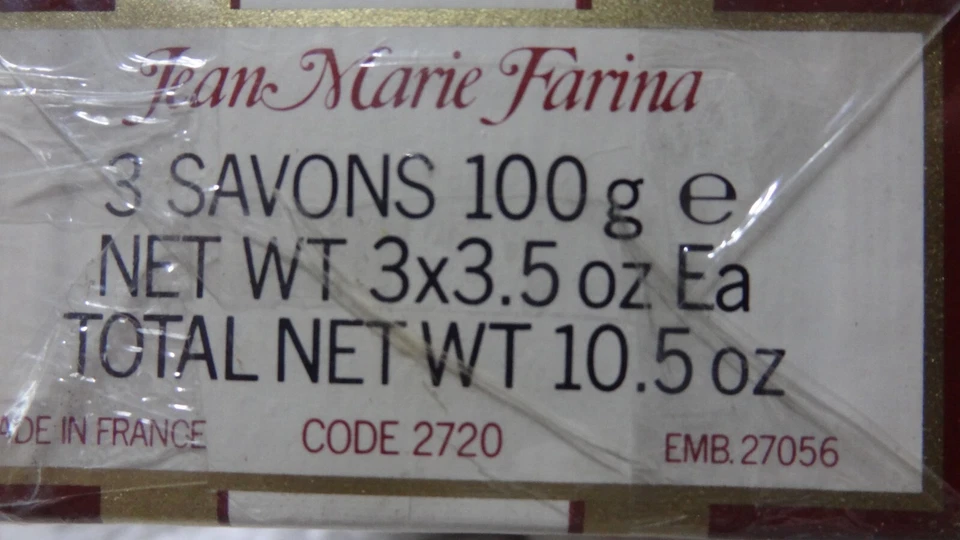 Jean Marie Farina
3 SAVONS 100 g ℮
NET WT 3x3.5 oz Ea
TOTAL NET WT 10.5 oz
ADE IN FRANCE CODE 2720 EMB. 27056